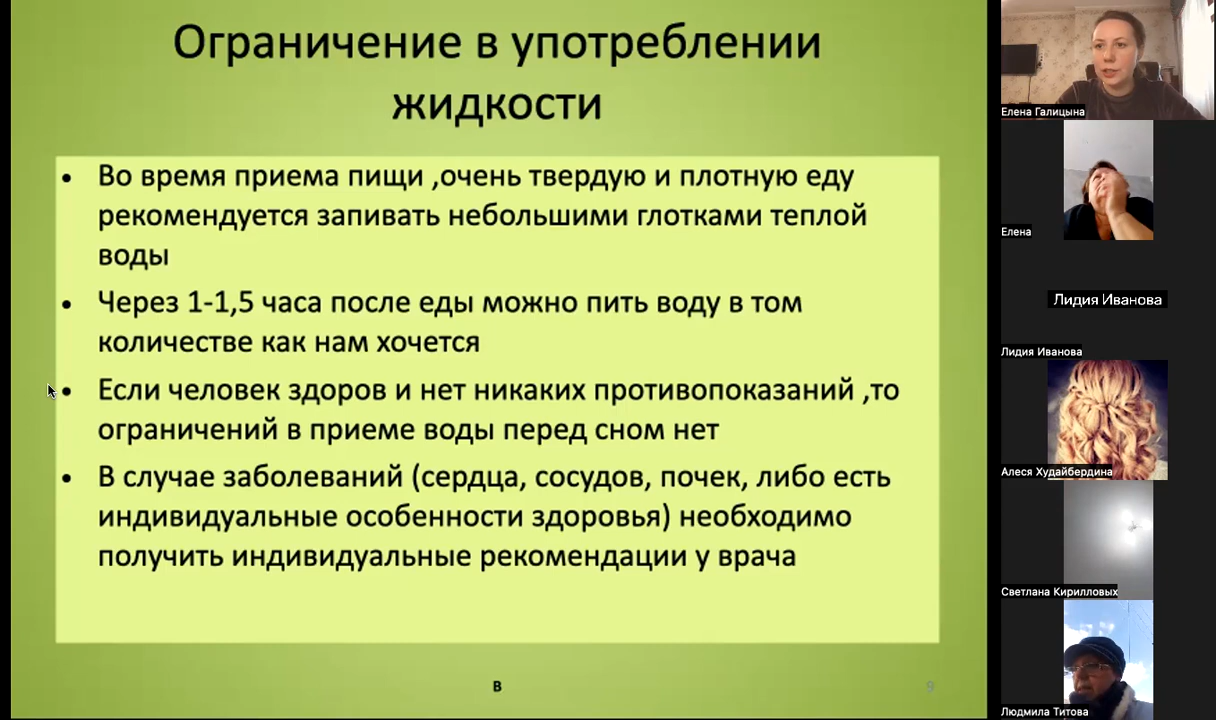 Ограничение в употреблении
жидкости
• Во время приема пищи ,очень твердую и плотную еду
рекомендуется запивать небольшими глотками теплой
воды
• Через 1-1,5 часа после еды можно пить воду в том
количестве как нам хочется
• Если человек здоров и нет никаких противопоказаний ,то
ограничений в приеме воды перед сном нет
• В случае заболеваний (сердца, сосудов, почек, либо есть
индивидуальные особенности здоровья) необходимо
получить индивидуальные рекомендации у врача
В
9
Елена Галицына
Елена
Лидия Иванова
Лидия Иванова
Алеся Худайбердина
Светлана Кирилловых
Людмила Титова